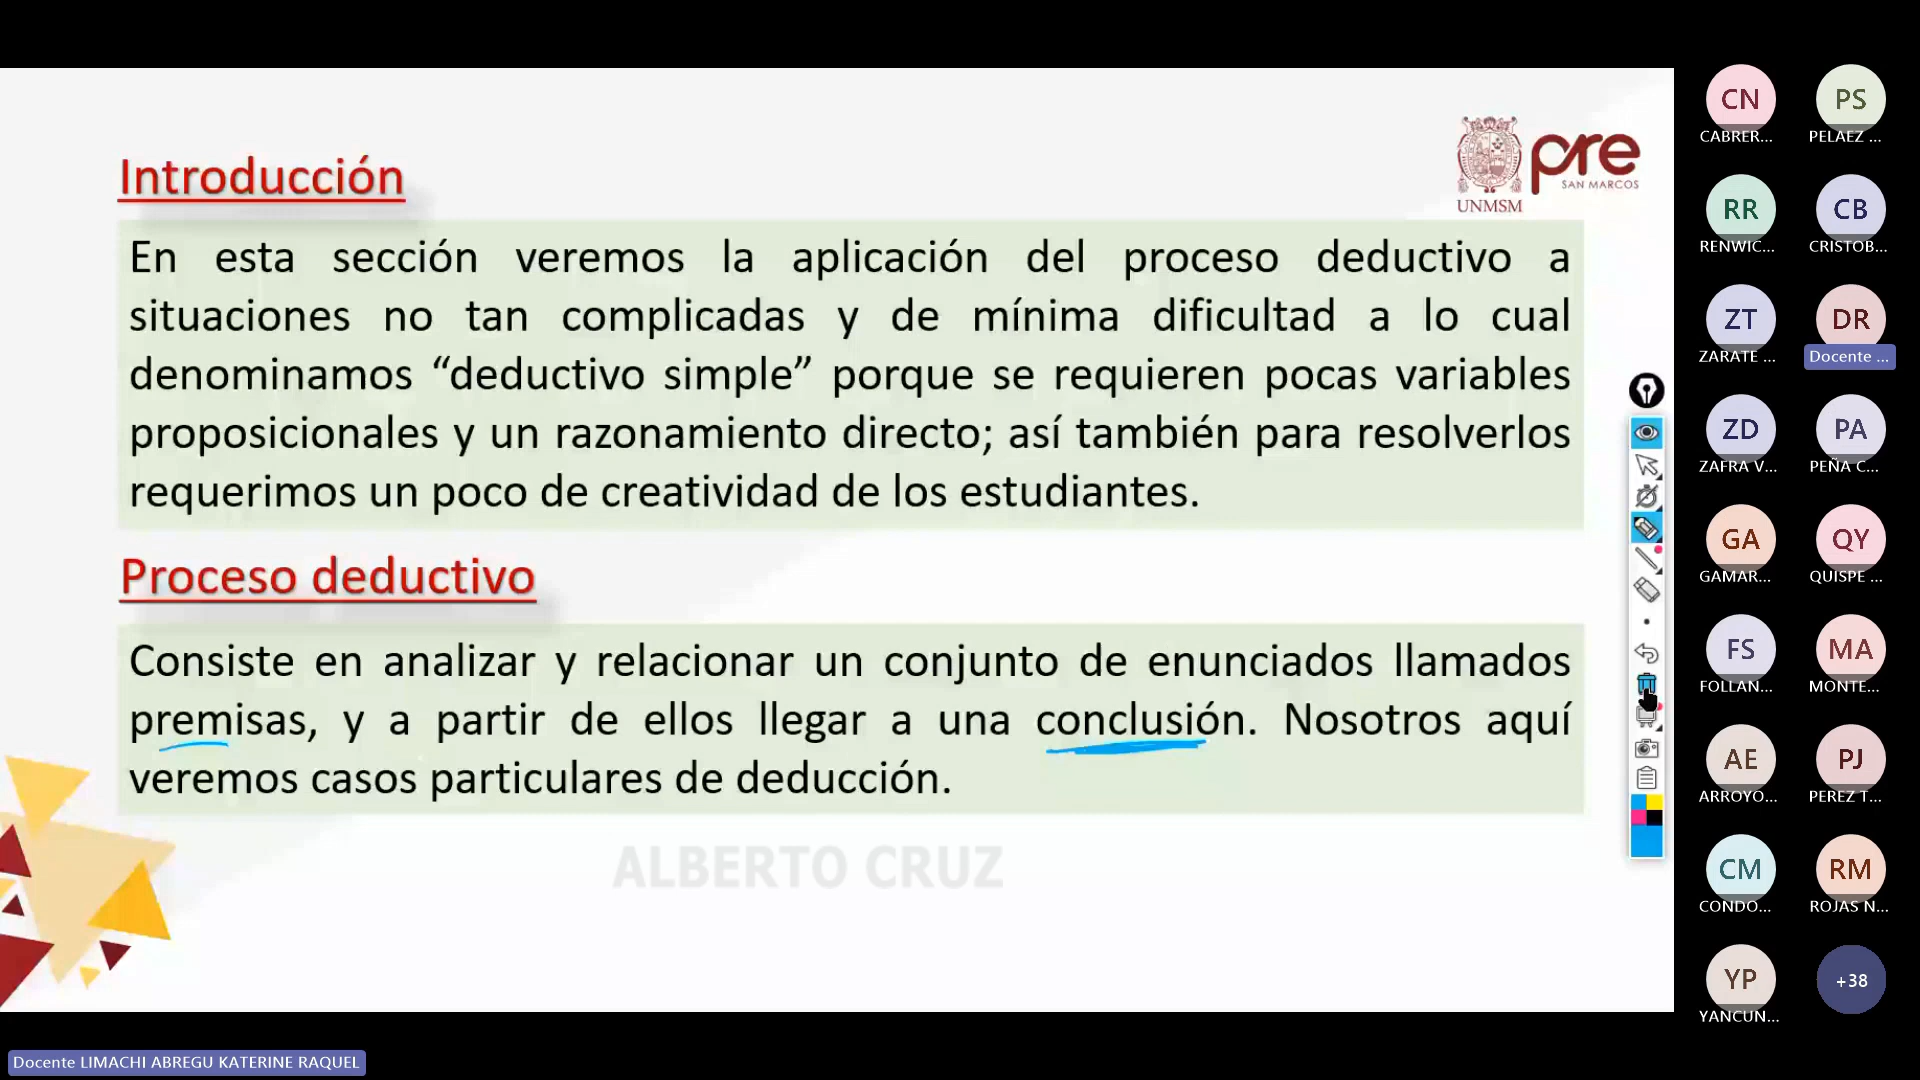 Introducción
UNMSM
pre
SAN MARCOS
En esta sección veremos la aplicación del proceso deductivo a
situaciones no tan complicadas y de mínima dificultad a lo cual
denominamos “deductivo simple” porque se requieren pocas variables
proposicionales y un razonamiento directo; así también para resolverlos
requerimos un poco de creatividad de los estudiantes.
Proceso deductivo
Consiste en analizar y relacionar un conjunto de enunciados llamados
premisas, y a partir de ellos llegar a una conclusión. Nosotros aquí
veremos casos particulares de deducción.
ALBERTO CRUZ
Docente LIMACHI ABREGU KATERINE RAQUEL
CN PS
CABRER... PELAEZ ...
RR CB
RENWIC... CRISTOB...
ZT DR
ZARATE ... Docente ...
ZD PA
ZAFRA V... PEÑA C...
GA QY
GAMAR... QUISPE ...
FS MA
FOLLAN... MONTE...
AE PJ
ARROYO... PEREZ T...
CM RM
CONDO... ROJAS N...
YP +38
YANCUN...